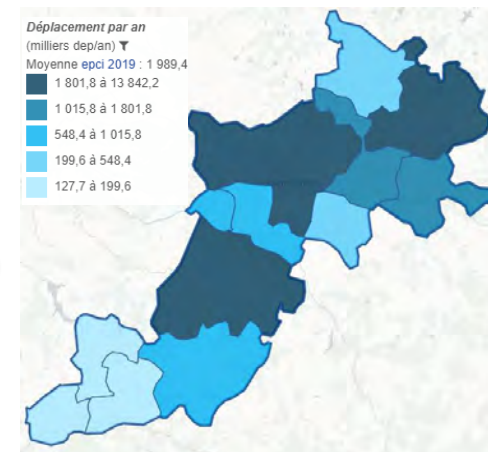 Déplacement par an
(milliers dep/an)
Moyenne epci 2019 : 1 989,4
1 801,8 à 13 842,2
1 015,8 à 1 801,8
548,4 à 1 015,8
199,6 à 548,4
127,7 à 199,6